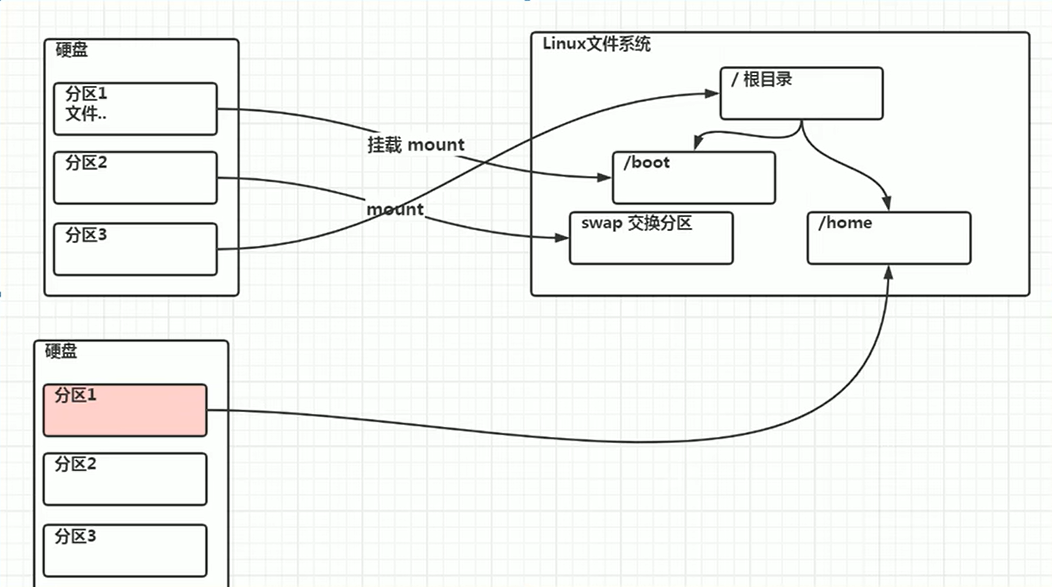 硬盘
分区1
文件..
分区2
分区3
挂载 mount
mount
Linux文件系统
/ 根目录
/boot
swap 交换分区
/home
硬盘
分区1
分区2
分区3